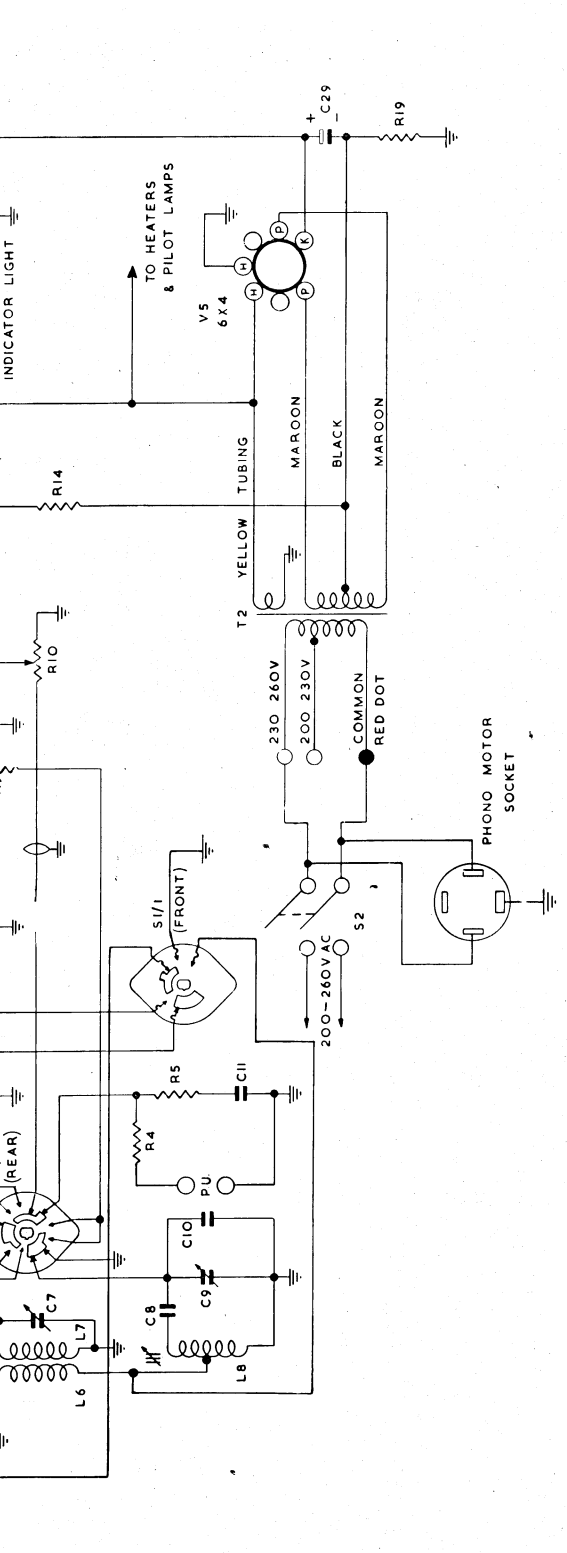 C29
+
−
R19
TO HEATERS
& PILOT LAMPS
INDICATOR LIGHT
V5
6X4
H
H
P
K
P
YELLOW TUBING
MAROON
BLACK
MAROON
R14
T2
R10
230 260V
200 230V
COMMON
RED DOT
PHONO MOTOR
SOCKET
S1/1
(FRONT)
S2
200-260V AC
R5
C11
R4
PU
(REAR)
C10
C9
C8
C7
L7
L6
L8